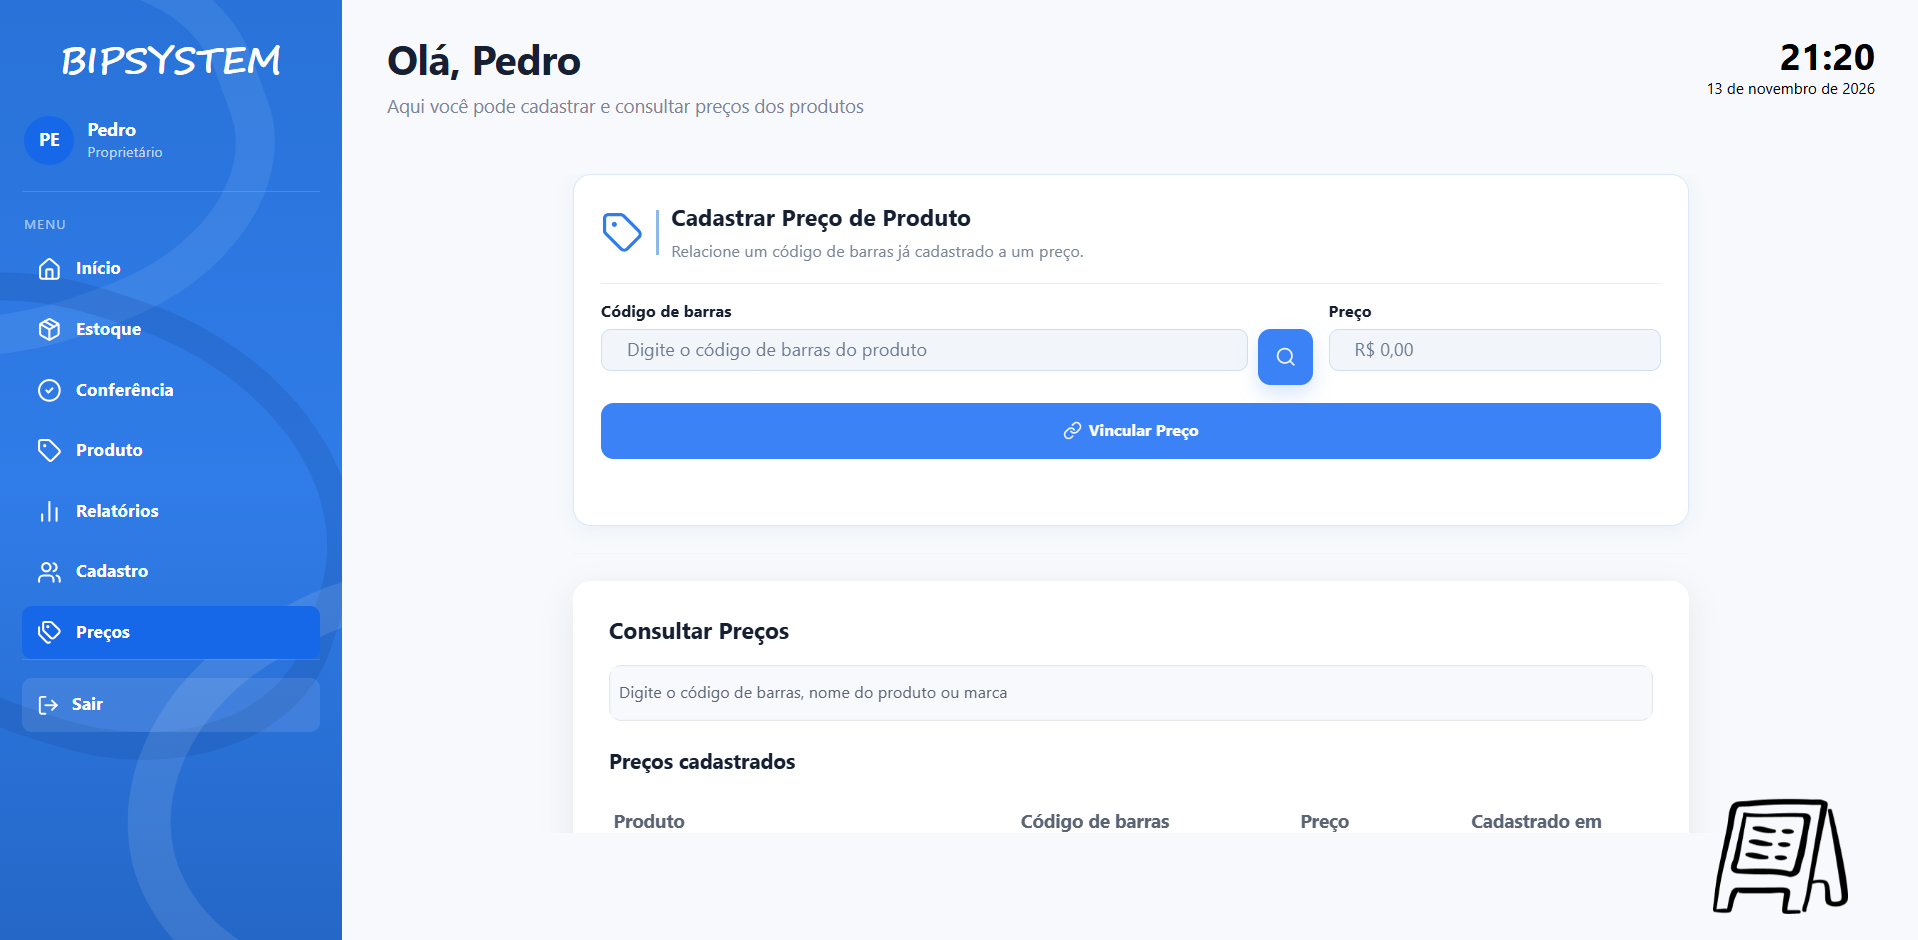 BIPSYSTEM
PE
Pedro
Proprietário
MENU
Início
Estoque
Conferência
Produto
Relatórios
Cadastro
Preços
Sair
Olá, Pedro
Aqui você pode cadastrar e consultar preços dos produtos
21:20
13 de novembro de 2026
Cadastrar Preço de Produto
Relacione um código de barras já cadastrado a um preço.
Código de barras
Preço
Digite o código de barras do produto
R$ 0,00
Vincular Preço
Consultar Preços
Digite o código de barras, nome do produto ou marca
Preços cadastrados
Produto Código de barras Preço Cadastrado em